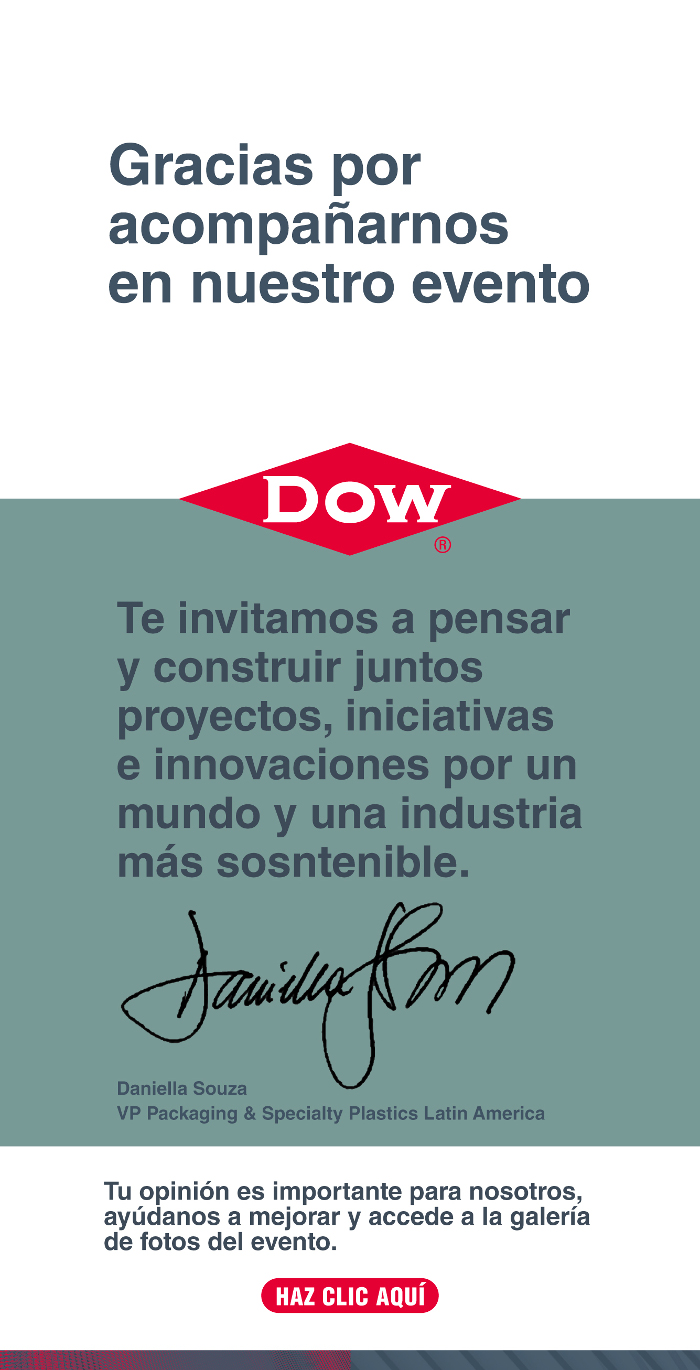 Gracias por
acompañarnos
en nuestro evento
Dow
®
Te invitamos a pensar
y construir juntos
proyectos, iniciativas
e innovaciones por un
mundo y una industria
más sosntenible.
Daniella Souza
Daniella Souza
VP Packaging & Specialty Plastics Latin America
Tu opinión es importante para nosotros,
ayúdanos a mejorar y accede a la galería
de fotos del evento.
HAZ CLIC AQUÍ